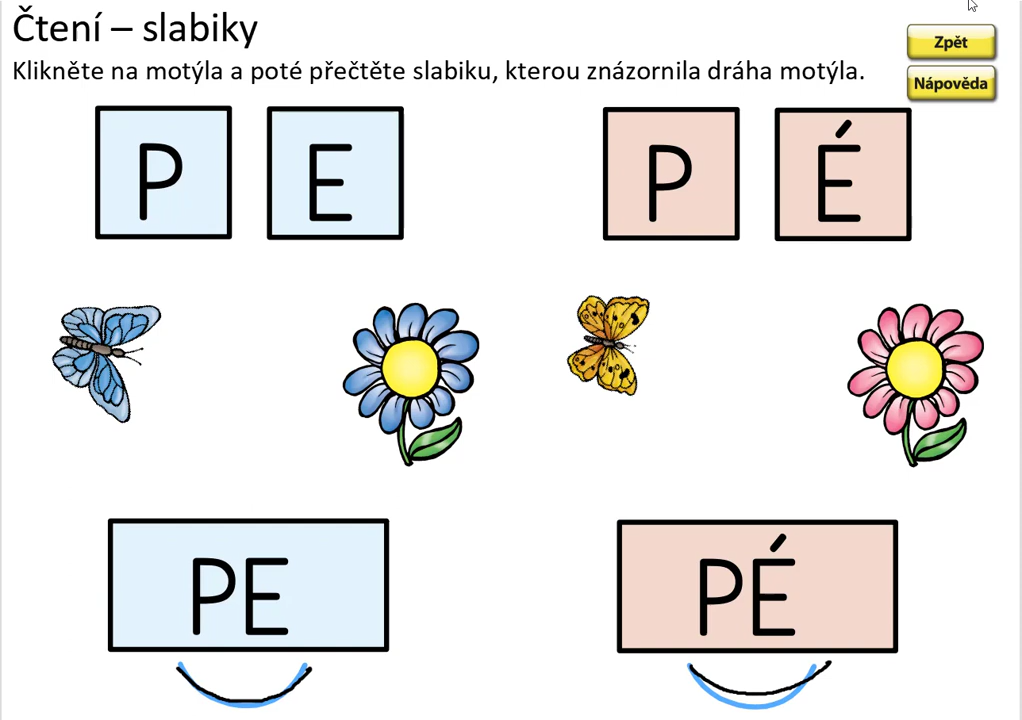 Čtení – slabiky
Zpět
Klikněte na motýla a poté přečtěte slabiku, kterou znázornila dráha motýla.
Nápověda
P E P É
PE PÉ